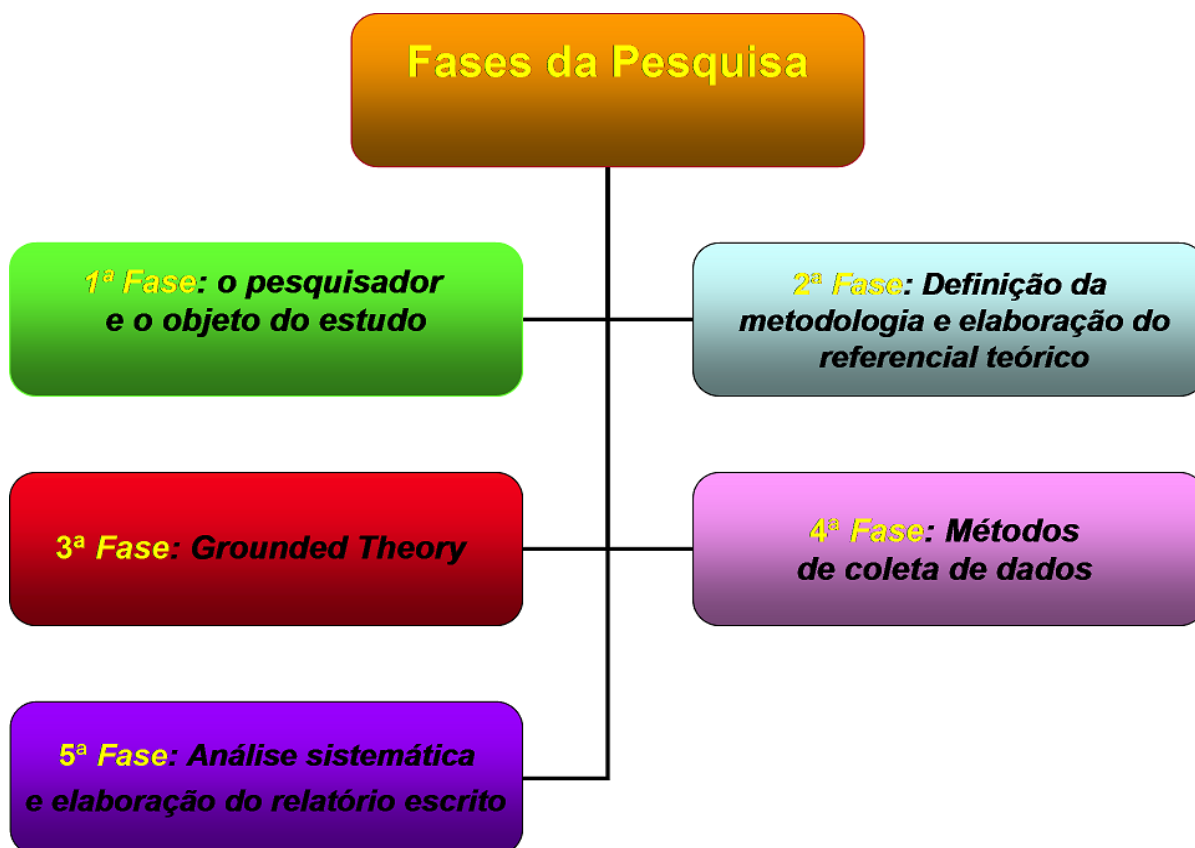 Fases da Pesquisa
1ª Fase: o pesquisador
e o objeto do estudo
2ª Fase: Definição da
metodologia e elaboração do
referencial teórico
3ª Fase: Grounded Theory
4ª Fase: Métodos
de coleta de dados
5ª Fase: Análise sistemática
e elaboração do relatório escrito